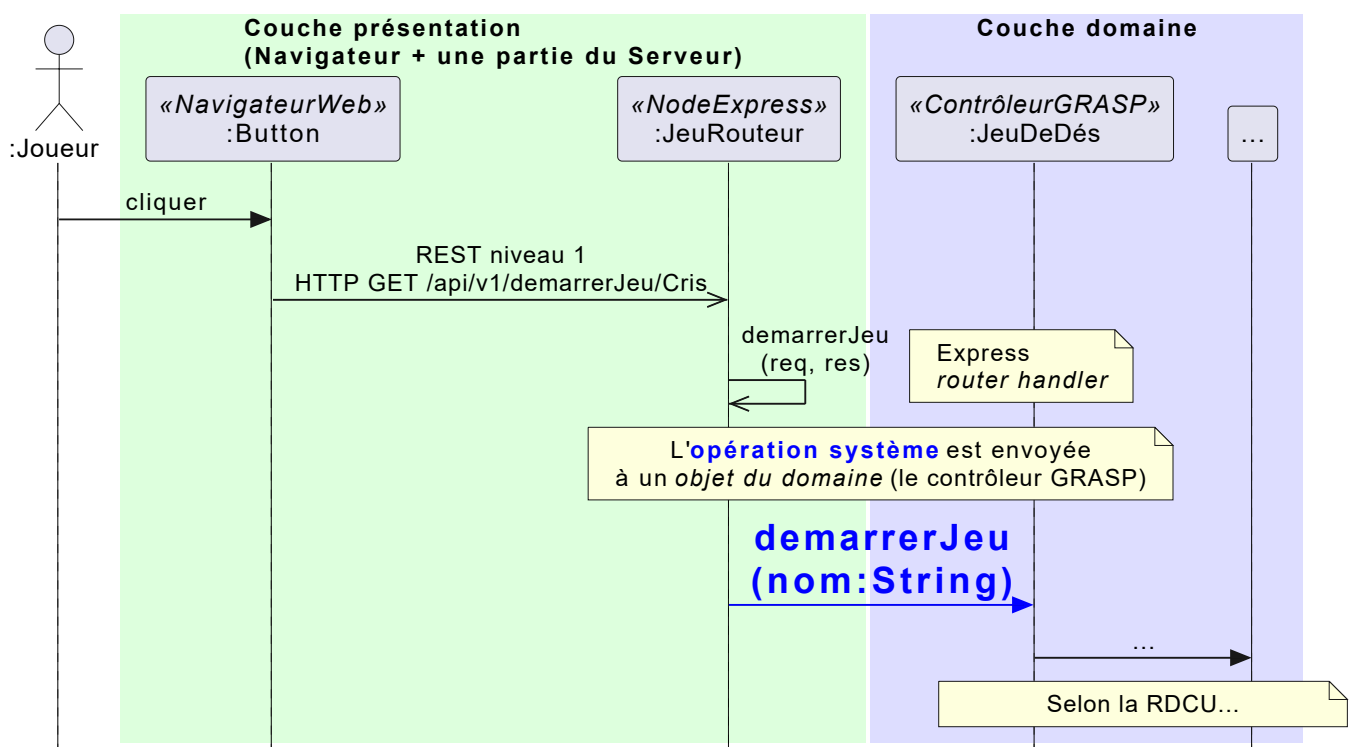 Couche présentation
(Navigateur + une partie du Serveur)
Couche domaine
:Joueur
«NavigateurWeb»
:Button
«NodeExpress»
:JeuRouteur
«ContrôleurGRASP»
:JeuDeDés
...
cliquer
REST niveau 1
HTTP GET /api/v1/demarrerJeu/Cris
demarrerJeu
(req, res)
Express
router handler
L'opération système est envoyée
à un objet du domaine (le contrôleur GRASP)
demarrerJeu
(nom:String)
...
Selon la RDCU...